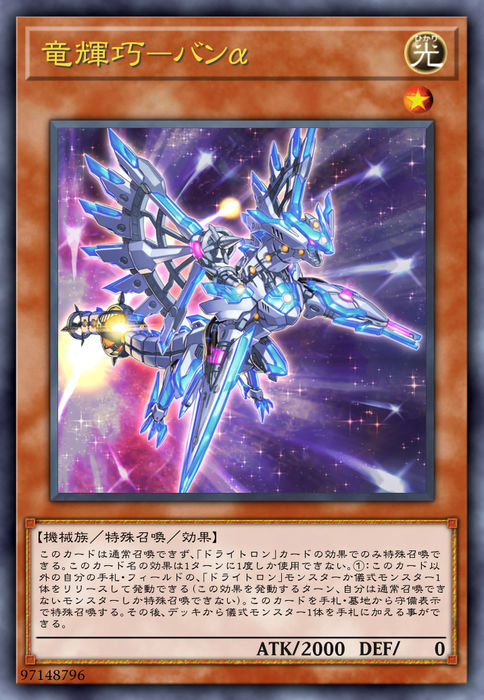 竜輝巧－バンα
ひかり
光
【機械族／特殊召喚／効果】
このカードは通常召喚できず、「ドライトロン」カードの効果でのみ特殊召喚で
きる。このカード名の効果は1ターンに1度しか使用できない。①：このカード以
外の自分の手札・フィールドの、「ドライトロン」モンスターか儀式モンスター1
体をリリースして発動できる（この効果を発動するターン、自分は通常召喚でき
ないモンスターしか特殊召喚できない）。このカードを手札・墓地から守備表示
で特殊召喚する。その後、デッキから儀式モンスター1体を手札に加える事がで
きる。
ATK/2000 DEF/ 0
97148796